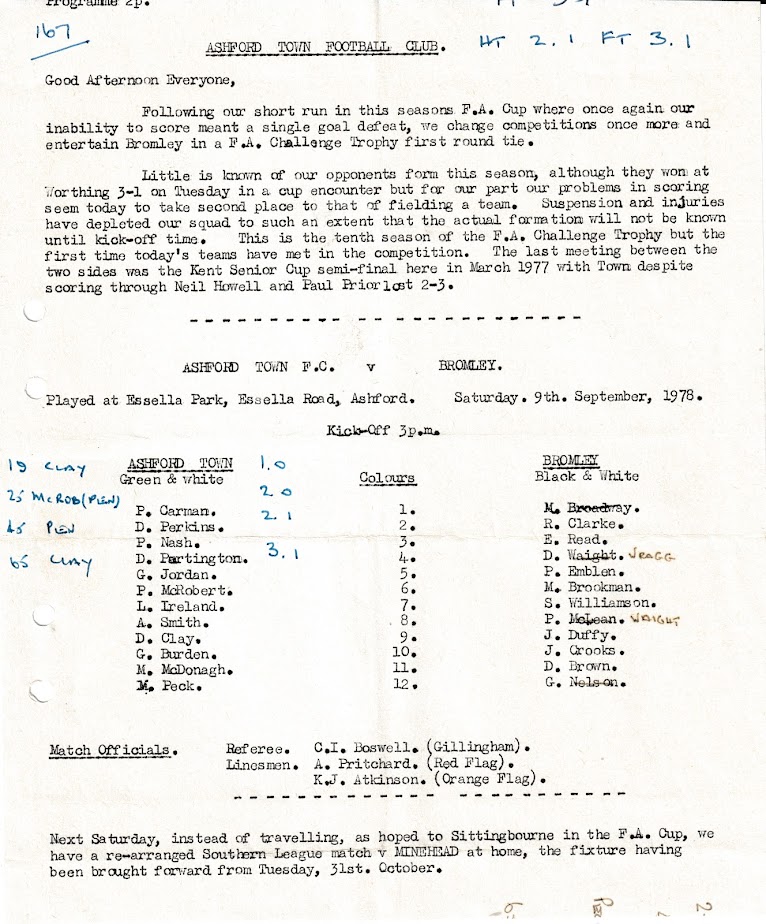 Programme 2p.
167
HT 2.1 FT 3.1
ASHFORD TOWN FOOTBALL CLUB.
Good Afternoon Everyone,
Following our short run in this seasons F.A. Cup where once again our
inability to score meant a single goal defeat, we change competitions once more and
entertain Bromley in a F.A. Challenge Trophy first round tie.
Little is known of our opponents form this season, although they won at
Worthing 3-1 on Tuesday in a cup encounter but for our part our problems in scoring
seem today to take second place to that of fielding a team. Suspension and injuries
have depleted our squad to such an extent that the actual formation will not be known
until kick-off time. This is the tenth season of the F.A. Challenge Trophy but the
first time today's teams have met in the competition. The last meeting between the
two sides was the Kent Senior Cup semi-final here in March 1977 with Town despite
scoring through Neil Howell and Paul Prior lost 2-3.
ASHFORD TOWN F.C. v BROMLEY.
Played at Essella Park, Essella Road, Ashford. Saturday. 9th. September, 1978.
Kick-Off 3p.m.
19 CLAY 1.0
25 McROB (PEN) 2.0
45 PEN 2.1
65 CLAY 3.1
ASHFORD TOWN BROMLEY
Green & white Colours Black & White
P. Carman. 1. M. Broadway.
D. Perkins. 2. R. Clarke.
P. Nash. 3. E. Read.
D. Partington. 4. D. Waight. WRAGG
G. Jordan. 5. P. Emblen.
P. McRobert. 6. M. Brookman.
L. Ireland. 7. S. Williamson.
A. Smith. 8. P. McLean. WAIGHT
D. Clay. 9. J. Duffy.
G. Burden. 10. J. Crooks.
M. McDonagh. 11. D. Brown.
M. Peck. 12. G. Nelson.
Match Officials. Referee. C.I. Boswell. (Gillingham).
Linesmen. A. Pritchard. (Red Flag).
K.J. Atkinson. (Orange Flag).
Next Saturday, instead of travelling, as hoped to Sittingbourne in the F.A. Cup, we
have a re-arranged Southern League match v MINEHEAD at home, the fixture having
been brought forward from Tuesday, 31st. October.